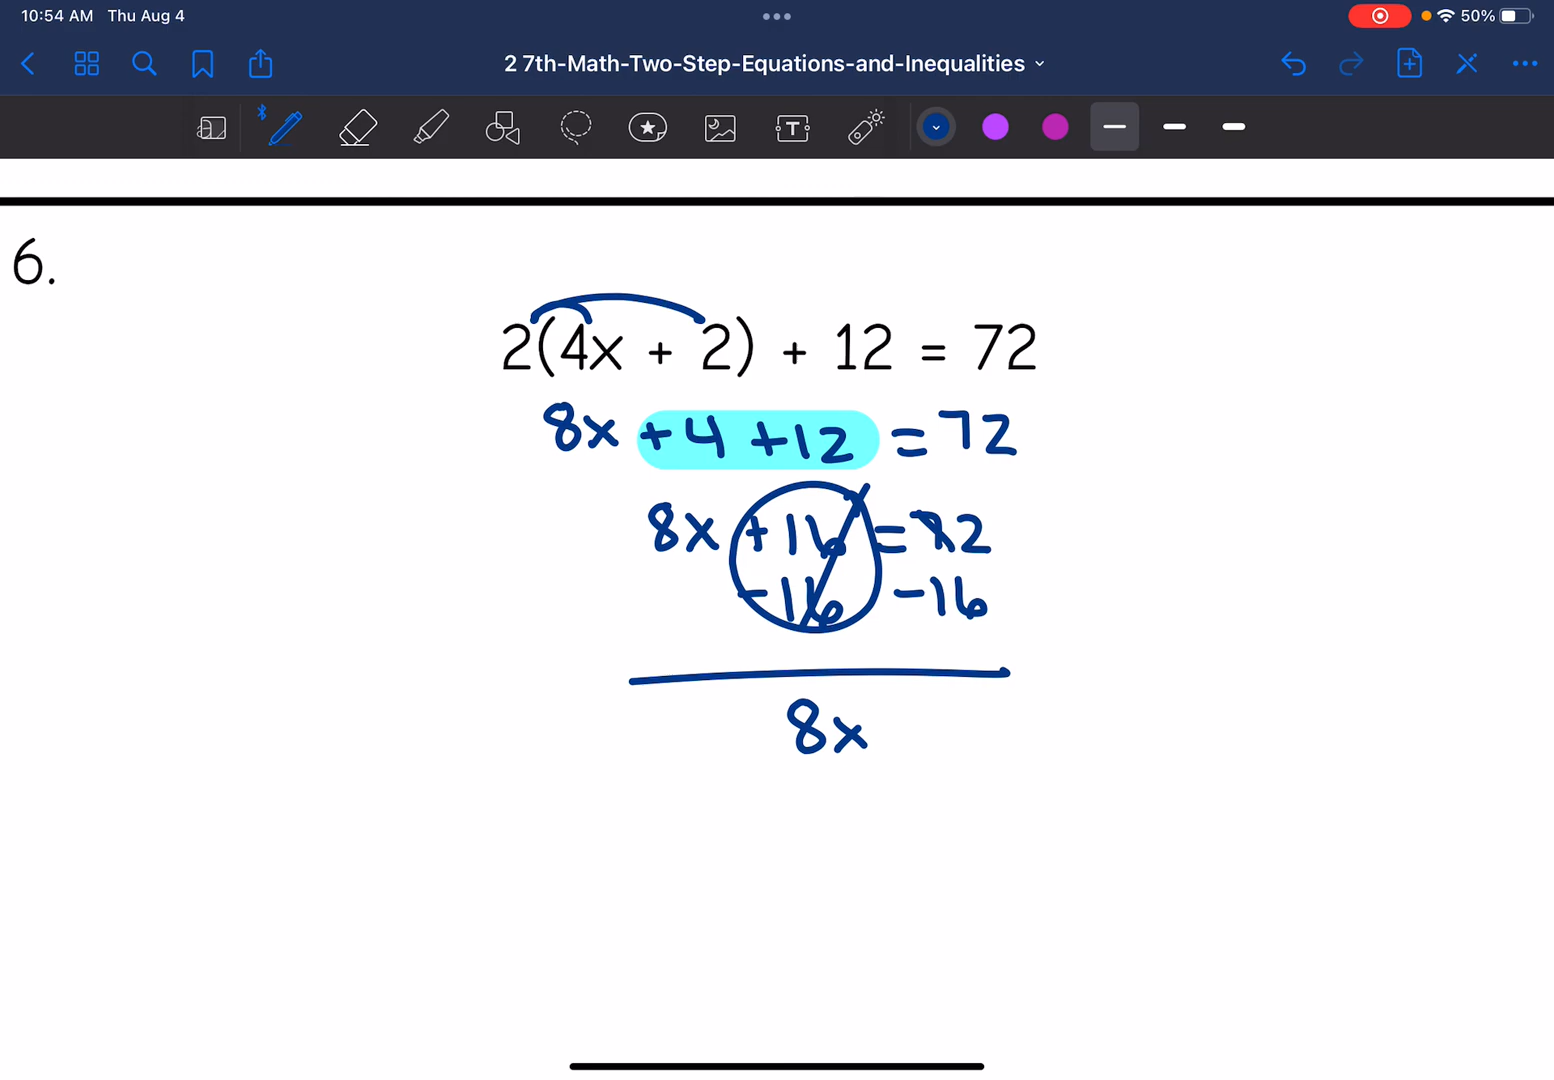 10:54 AM Thu Aug 4
50%
2 7th-Math-Two-Step-Equations-and-Inequalities
T
6.
2(4x + 2) + 12 = 72
8x +4 +12 = 72
8x +16 = 72
-16 -16
8x